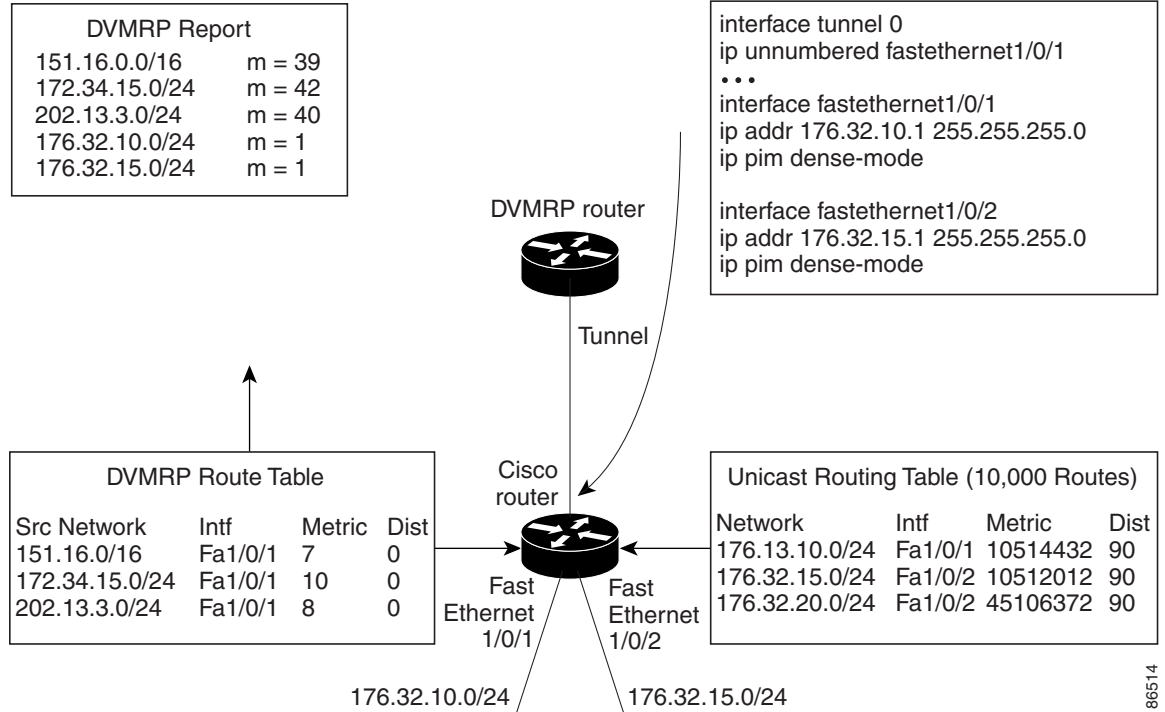 DVMRP Report
151.16.0.0/16 m = 39
172.34.15.0/24 m = 42
202.13.3.0/24 m = 40
176.32.10.0/24 m = 1
176.32.15.0/24 m = 1
interface tunnel 0
ip unnumbered fastethernet1/0/1
• • •
interface fastethernet1/0/1
ip addr 176.32.10.1 255.255.255.0
ip pim dense-mode
interface fastethernet1/0/2
ip addr 176.32.15.1 255.255.255.0
ip pim dense-mode
DVMRP router
Tunnel
DVMRP Route Table
Src Network Intf Metric Dist
151.16.0/16 Fa1/0/1 7 0
172.34.15.0/24 Fa1/0/1 10 0
202.13.3.0/24 Fa1/0/1 8 0
Cisco
router
Unicast Routing Table (10,000 Routes)
Network Intf Metric Dist
176.13.10.0/24 Fa1/0/1 10514432 90
176.32.15.0/24 Fa1/0/2 10512012 90
176.32.20.0/24 Fa1/0/2 45106372 90
Fast
Ethernet
1/0/1
Fast
Ethernet
1/0/2
176.32.10.0/24
176.32.15.0/24
86514